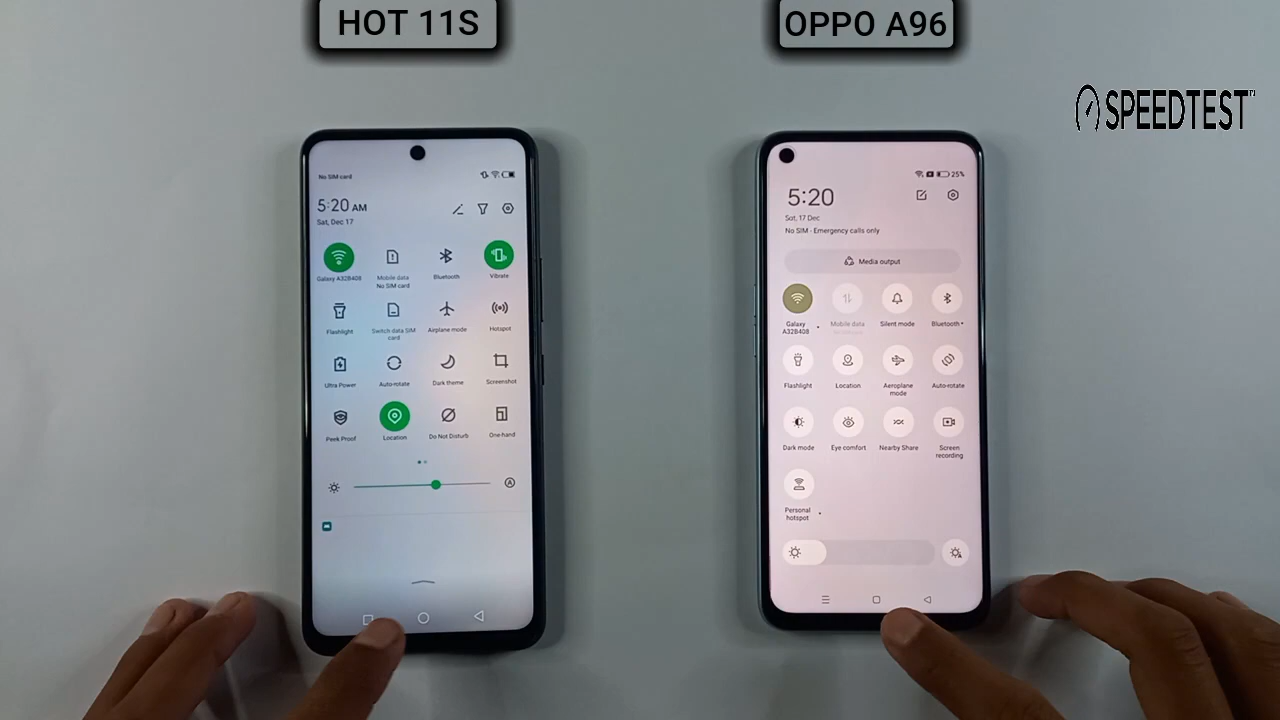 HOT 11S
OPPO A96
SPEEDTEST
No SIM card
5:20 AM
Sat, Dec 17
Galaxy A32B408
Mobile data
No SIM card
Bluetooth
Vibrate
Flashlight
Switch data SIM
card
Airplane mode
Hotspot
Ultra Power
Auto-rotate
Dark theme
Screenshot
Peek Proof
Location
Do Not Disturb
One-hand
25%
5:20
Sat, 17 Dec
No SIM - Emergency calls only
Media output
Galaxy
A32B408
Mobile data
Silent mode
Bluetooth
Flashlight
Location
Aeroplane
mode
Auto-rotate
Dark mode
Eye comfort
Nearby Share
Screen
recording
Personal
hotspot